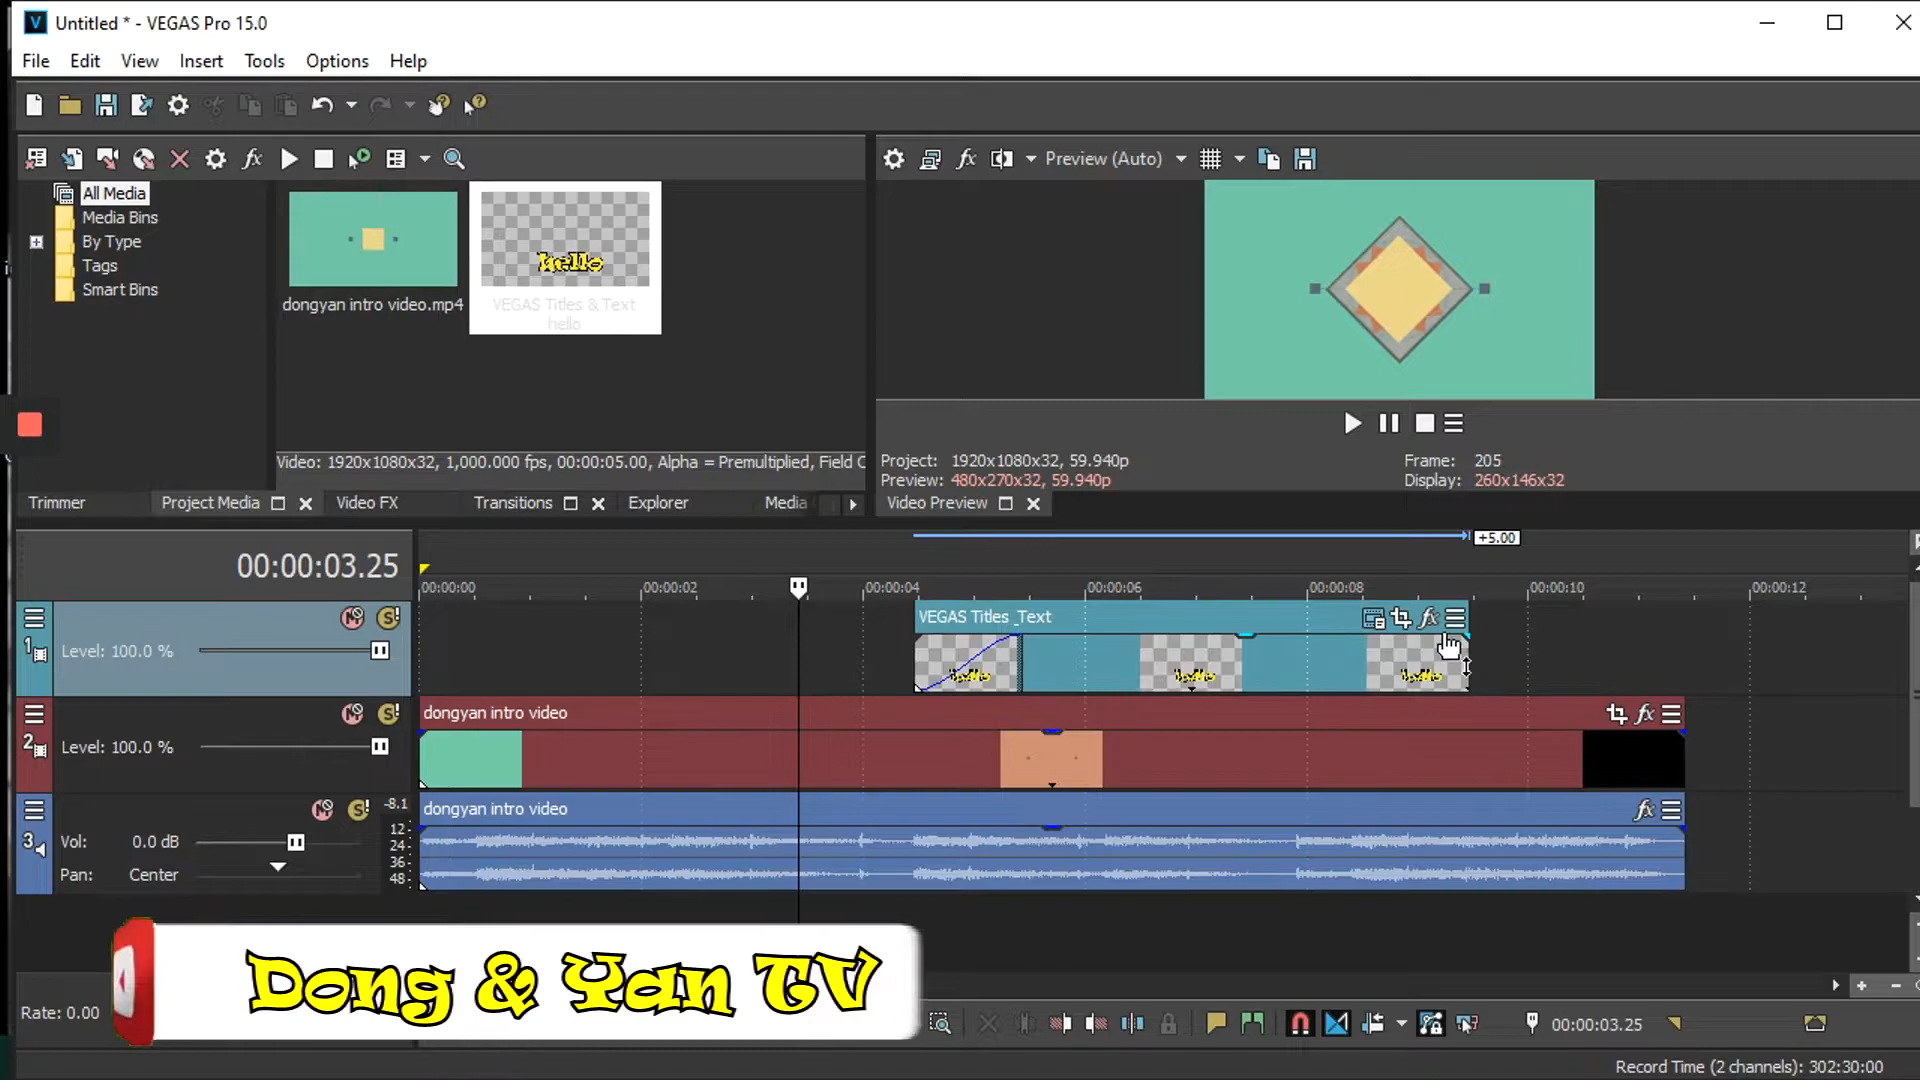 Untitled * - VEGAS Pro 15.0
File Edit View Insert Tools Options Help
Preview (Auto)
All Media
Media Bins
By Type
Tags
Smart Bins
hello
dongyan intro video.mp4
VEGAS Titles & Text
hello
Video: 1920x1080x32, 1,000.000 fps, 00:00:05.00, Alpha = Premultiplied, Field C
Project: 1920x1080x32, 59.940p
Preview: 480x270x32, 59.940p
Frame: 205
Display: 260x146x32
Trimmer Project Media Video FX Transitions Explorer Media
Video Preview
+5.00
00:00:03.25
00:00:00 00:00:02 00:00:04 00:00:06 00:00:08 00:00:10 00:00:12
1
Level: 100.0 %
VEGAS Titles _Text
hello hello hello
2
Level: 100.0 %
dongyan intro video
3
Vol: 0.0 dB
Pan: Center
-8.1
12
24
36
48
dongyan intro video
Dong & Yan TV
Rate: 0.00
00:00:03.25
Record Time (2 channels): 302:30:00